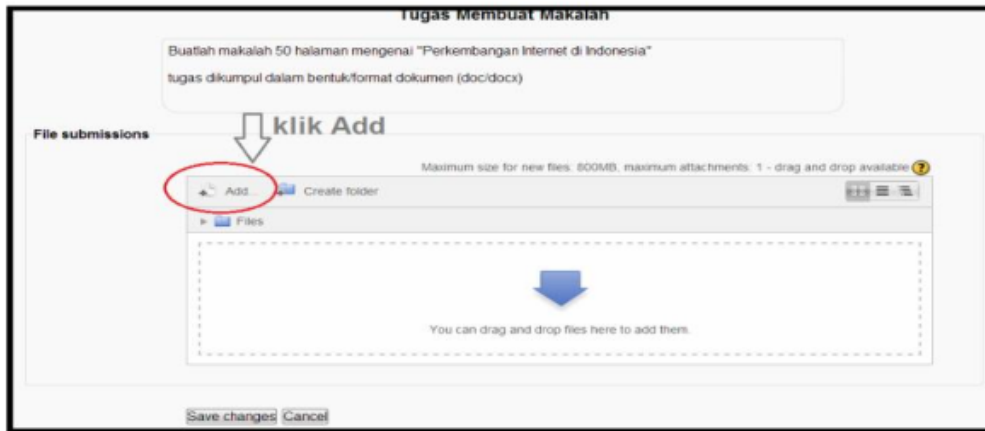 Tugas Membuat Makalah
Buatlah makalah 50 halaman mengenai "Perkembangan Internet di Indonesia"
tugas dikumpul dalam bentuk/format dokumen (doc/docx)
klik Add
File submissions
Maximum size for new files: 800MB, maximum attachments: 1 - drag and drop available ?
Add... Create folder
Files
You can drag and drop files here to add them.
Save changes Cancel